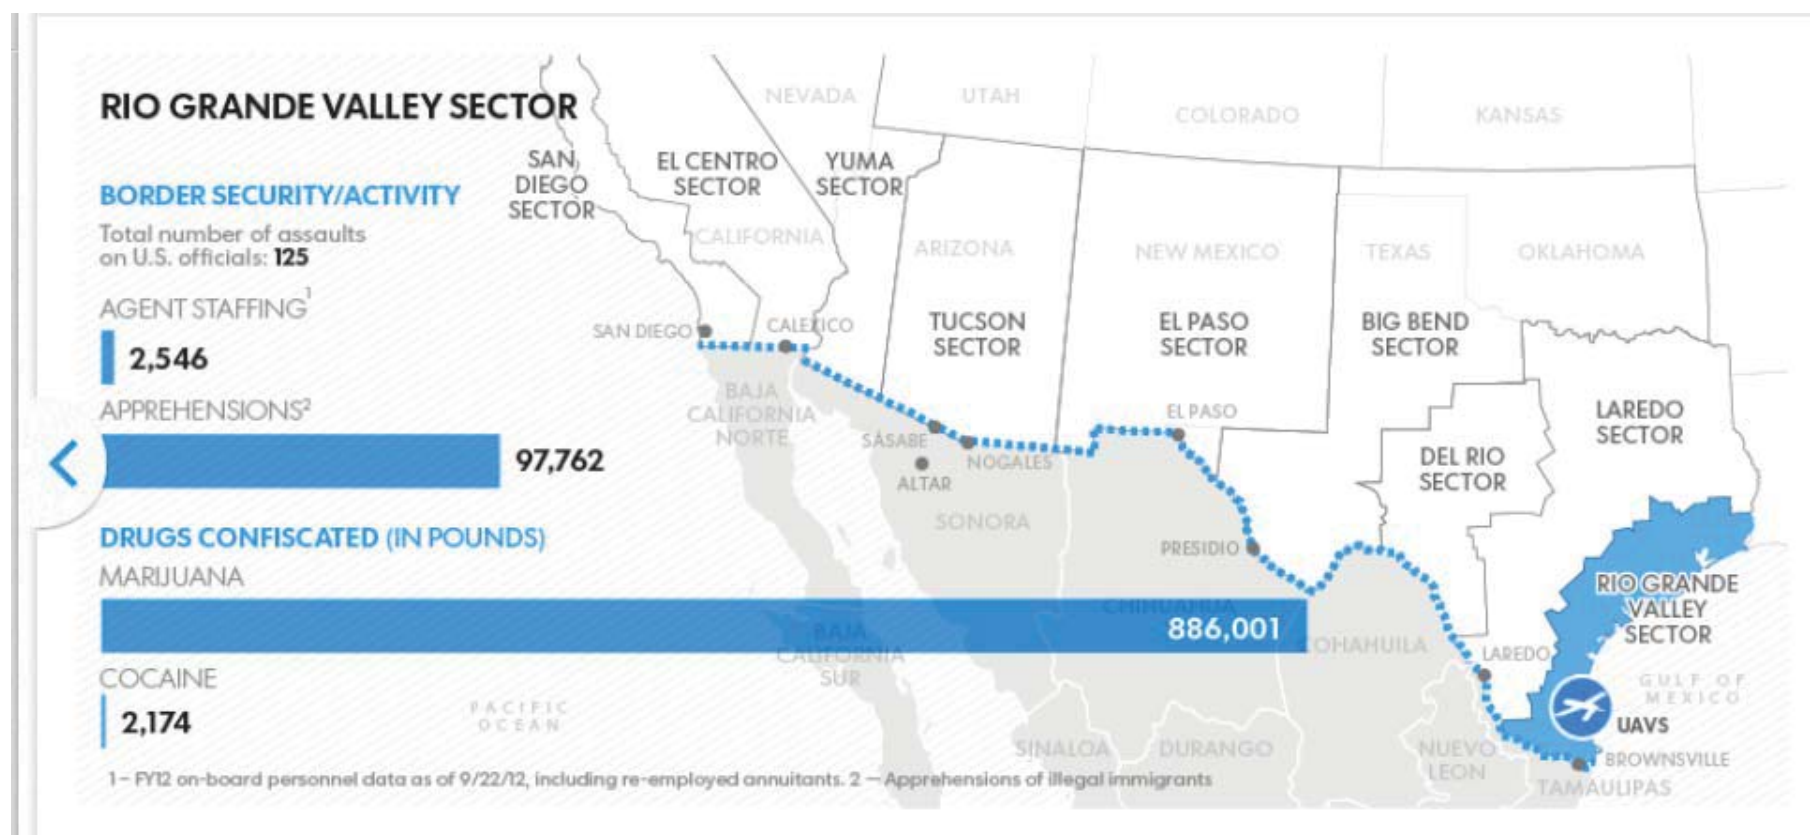 RIO GRANDE VALLEY SECTOR
BORDER SECURITY/ACTIVITY
Total number of assaults
on U.S. officials: 125
AGENT STAFFING¹
2,546
APPREHENSIONS²
97,762
DRUGS CONFISCATED (IN POUNDS)
MARIJUANA
886,001
COCAINE
2,174
1 – FY12 on-board personnel data as of 9/22/12, including re-employed annuitants. 2 — Apprehensions of illegal immigrants
NEVADA
UTAH
COLORADO
KANSAS
SAN
DIEGO
SECTOR
EL CENTRO
SECTOR
YUMA
SECTOR
CALIFORNIA
ARIZONA
NEW MEXICO
TEXAS
OKLAHOMA
TUCSON
SECTOR
EL PASO
SECTOR
BIG BEND
SECTOR
LAREDO
SECTOR
DEL RIO
SECTOR
RIO GRANDE
VALLEY
SECTOR
SAN DIEGO
CALEXICO
BAJA
CALIFORNIA
NORTE
SÁSABE
NOGALES
ALTAR
SONORA
EL PASO
PRESIDIO
CHIHUAHUA
COHAHUILA
LAREDO
BAJA
CALIFORNIA
SUR
PACIFIC
OCEAN
GULF OF
MEXICO
UAVS
BROWNSVILLE
SINALOA
DURANGO
NUEVO
LEON
TAMAULIPAS